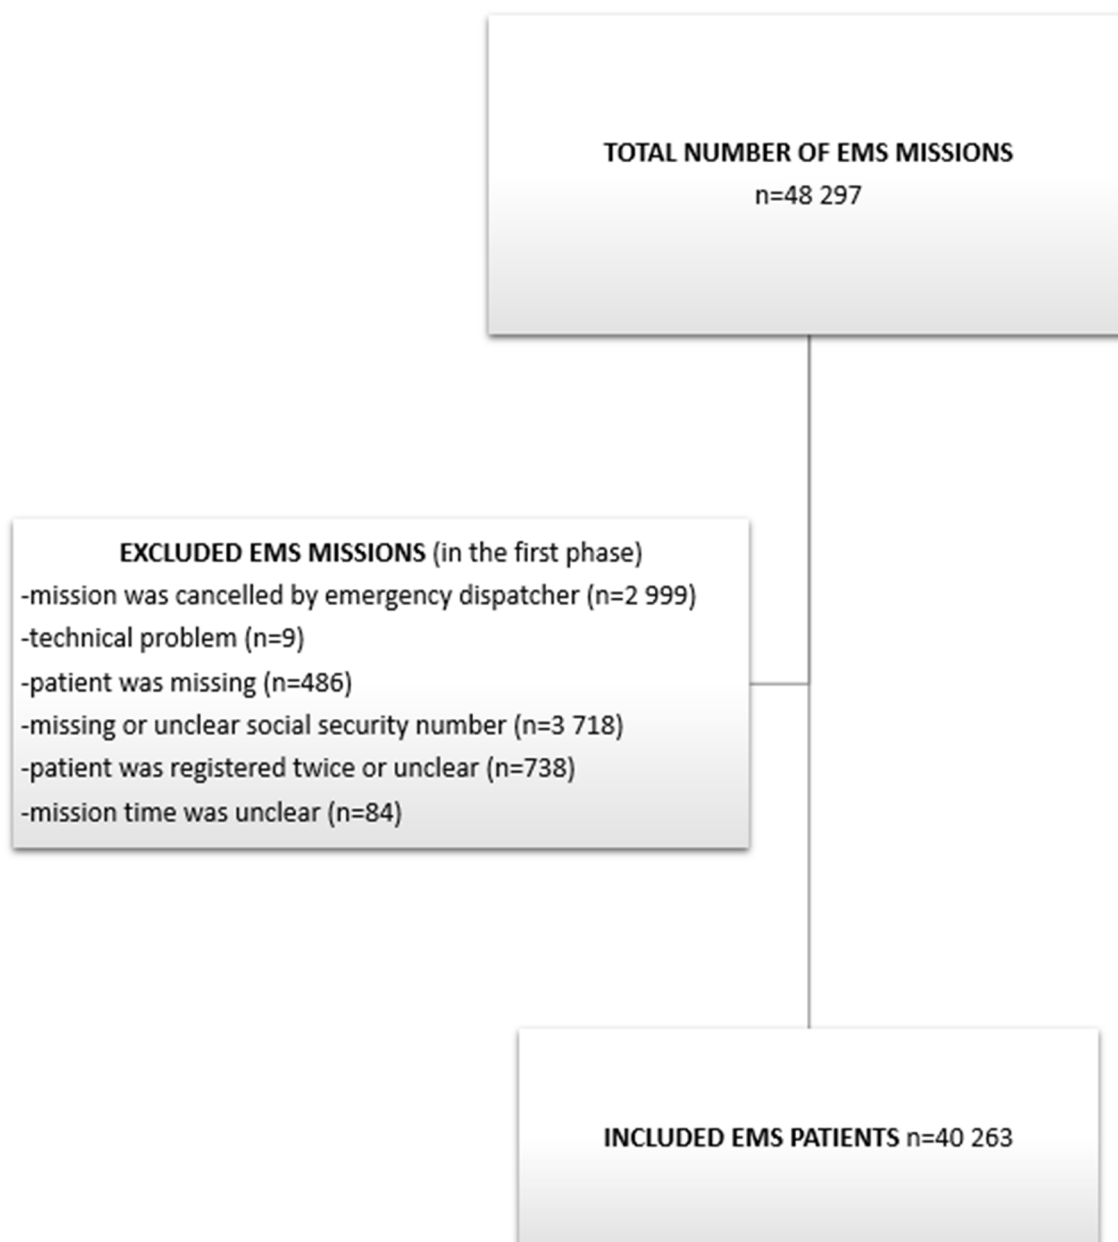 TOTAL NUMBER OF EMS MISSIONS
n=48 297
EXCLUDED EMS MISSIONS (in the first phase)
-mission was cancelled by emergency dispatcher (n=2 999)
-technical problem (n=9)
-patient was missing (n=486)
-missing or unclear social security number (n=3 718)
-patient was registered twice or unclear (n=738)
-mission time was unclear (n=84)
INCLUDED EMS PATIENTS n=40 263